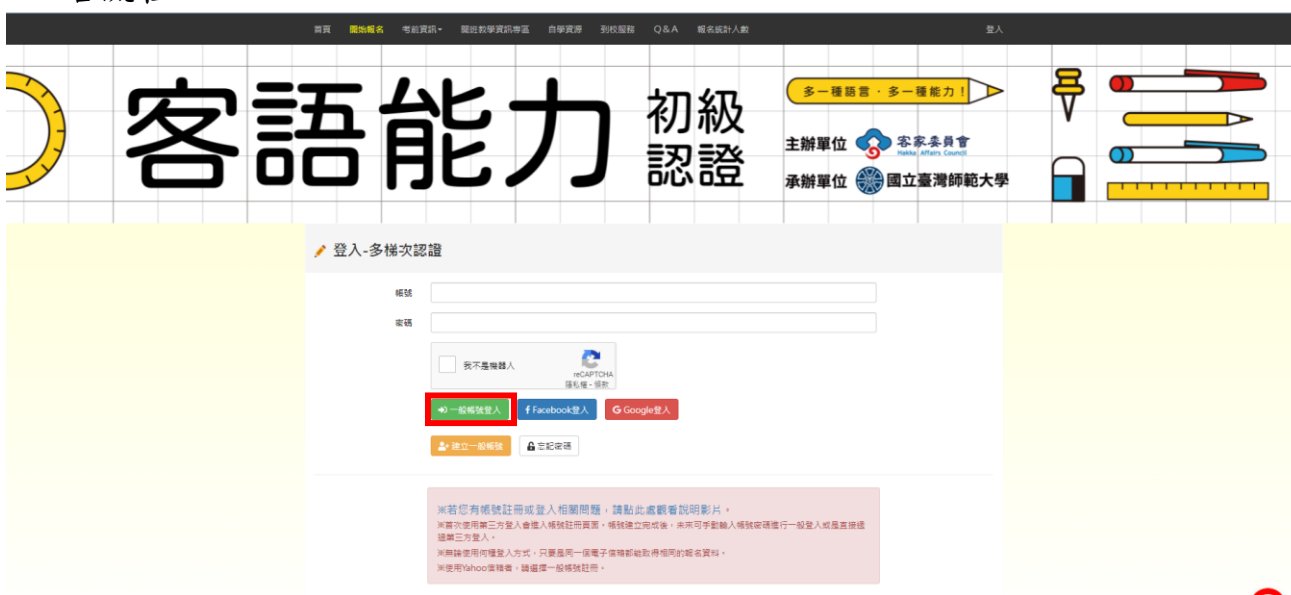 首頁 開始報名 考前資訊 開班教學資訊專區 自學資源 到校服務 Q&A 報名統計人數 登入
客語能力 初級認證
多一種語言・多一種能力!
主辦單位 客家委員會
Hakka Affairs Council
承辦單位 國立臺灣師範大學
登入-多梯次認證
帳號
密碼
我不是機器人
reCAPTCHA
隱私權 - 條款
一般帳號登入 Facebook登入 Google登入
建立一般帳號 忘記密碼
※若您有帳號註冊或登入相關問題,請點此處觀看說明影片。
※首次使用第三方登入會進入帳號註冊頁面。帳號建立完成後,未來可手動輸入帳號密碼進行一般登入或是直接透
過第三方登入。
※無論使用何種登入方式,只要是同一個電子信箱都能取得相同的報名資料。
※使用Yahoo信箱者,請選擇一般帳號註冊。